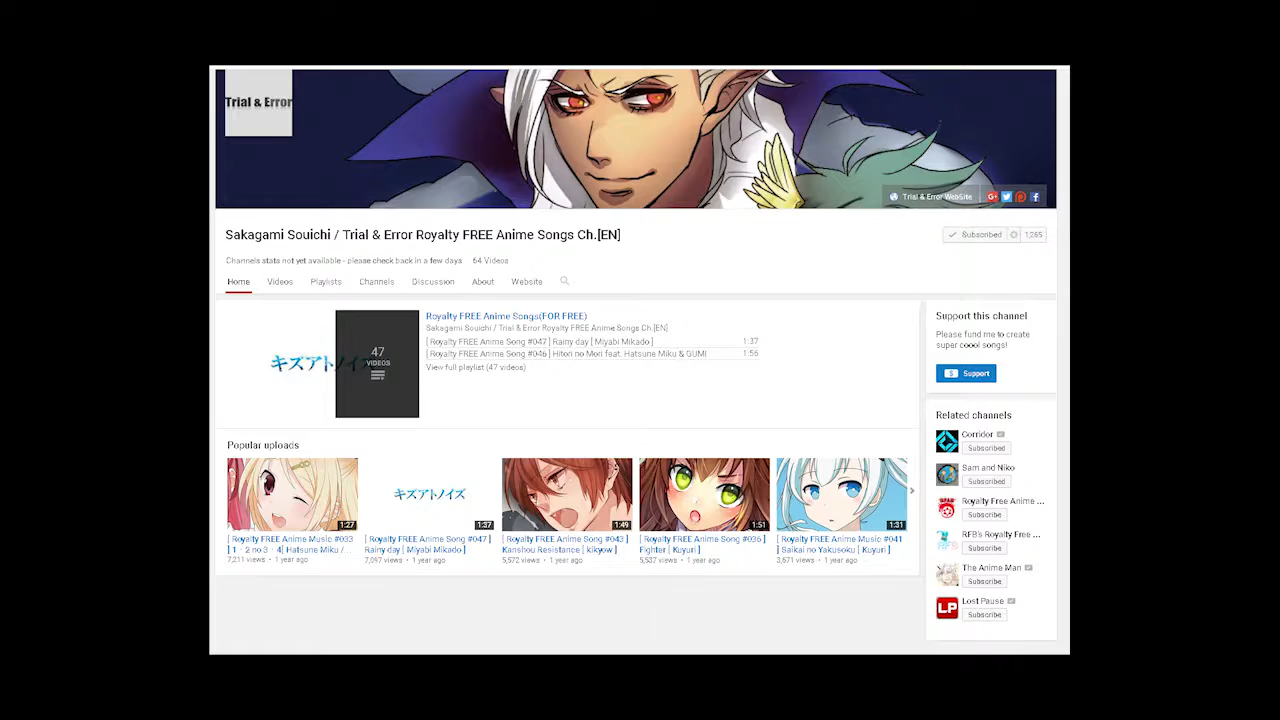 Trial & Error
Trial & Error WebSite
Sakagami Souichi / Trial & Error Royalty FREE Anime Songs Ch.[EN]
Subscribed 1,265
Channels stats not yet available - please check back in a few days 64 Videos
Home Videos Playlists Channels Discussion About Website
キズアトノイズ
47
VIDEOS
Royalty FREE Anime Songs(FOR FREE)
Sakagami Souichi / Trial & Error Royalty FREE Anime Songs Ch.[EN]
[ Royalty FREE Anime Song #047 ] Rainy day [ Miyabi Mikado ] 1:37
[ Royalty FREE Anime Song #046 ] Hitori no Mori feat. Hatsune Miku & GUMI 1:56
View full playlist (47 videos)
Support this channel
Please fund me to create
super coool songs!
$ Support
Popular uploads
1:27
[ Royalty FREE Anime Music #033
] 1・2 no 3・4[ Hatsune Miku /...
7,211 views • 1 year ago
キズアトノイズ
1:37
[ Royalty FREE Anime Song #047 ]
Rainy day [ Miyabi Mikado ]
7,097 views • 1 year ago
1:49
[ Royalty FREE Anime Song #043 ]
Kanshou Resistance [ kikyow ]
5,572 views • 1 year ago
1:51
[ Royalty FREE Anime Song #036 ]
Fighter [ Kuyuri ]
5,537 views • 1 year ago
1:31
[ Royalty FREE Anime Music #041
] Saikai no Yakusoku [ Kuyuri ]
3,671 views • 1 year ago
Related channels
Corridor
Subscribed
Sam and Niko
Subscribed
Royalty Free Anime ...
Subscribe
RFB's Royalty Free ...
Subscribe
The Anime Man
Subscribe
LP
Lost Pause
Subscribe